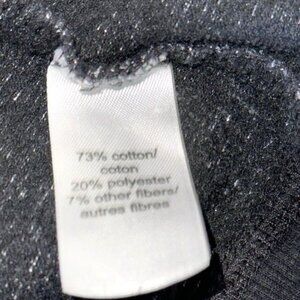 73% cotton/
coton
20% polyester
7% other fibers/
autres fibres